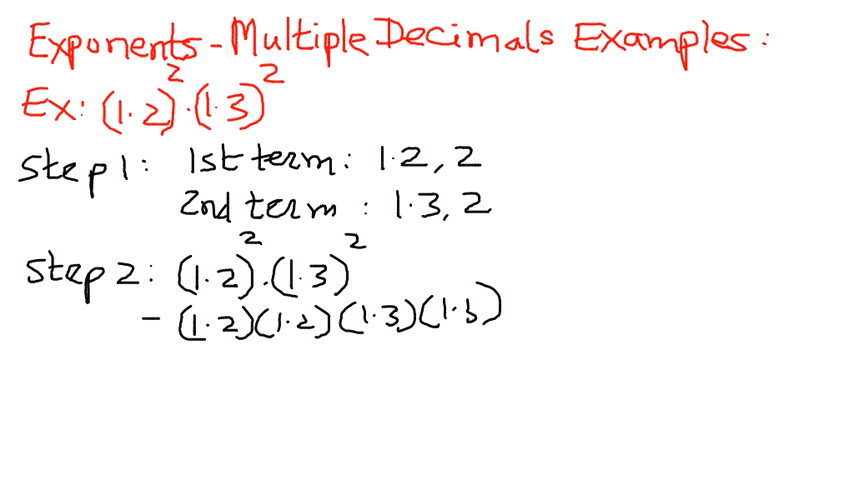 Exponents - Multiple Decimals Examples:
Ex: (1.2)²·(1.3)²
Step 1: 1st term: 1.2, 2
2nd term: 1.3, 2
Step 2: (1.2)²·(1.3)²
- (1.2)(1.2)(1.3)(1.3)